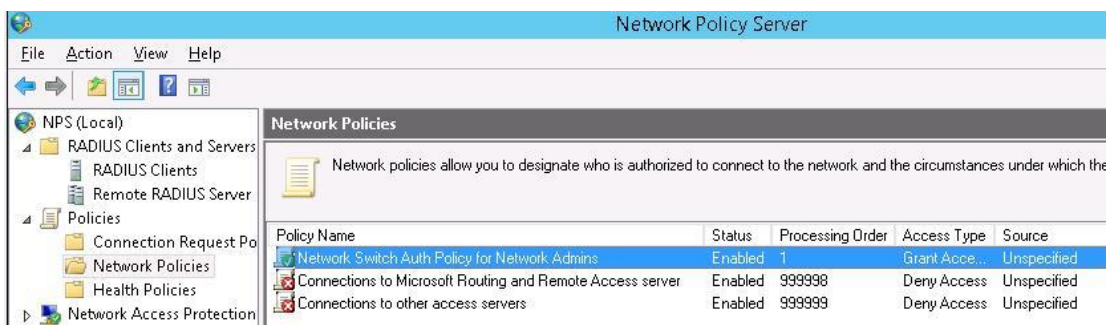 Network Policy Server
File Action View Help
NPS (Local)
RADIUS Clients and Servers
RADIUS Clients
Remote RADIUS Server
Policies
Connection Request Po
Network Policies
Health Policies
Network Access Protection
Network Policies
Network policies allow you to designate who is authorized to connect to the network and the circumstances under which the
Policy Name Status Processing Order Access Type Source
Network Switch Auth Policy for Network Admins Enabled 1 Grant Acce... Unspecified
Connections to Microsoft Routing and Remote Access server Enabled 999998 Deny Access Unspecified
Connections to other access servers Enabled 999999 Deny Access Unspecified